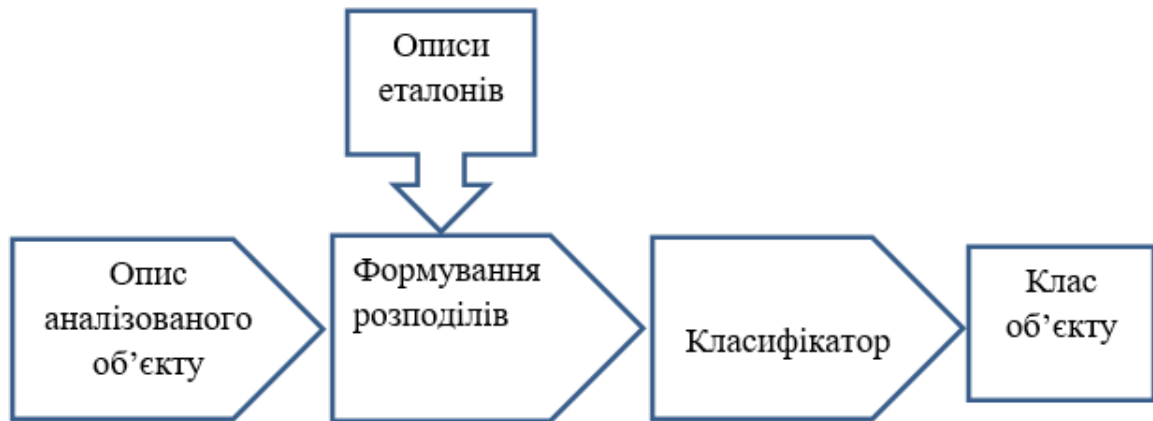 Описи
еталонів
Опис
аналізованого
об’єкту
Формування
розподілів
Класифікатор
Клас
об’єкту